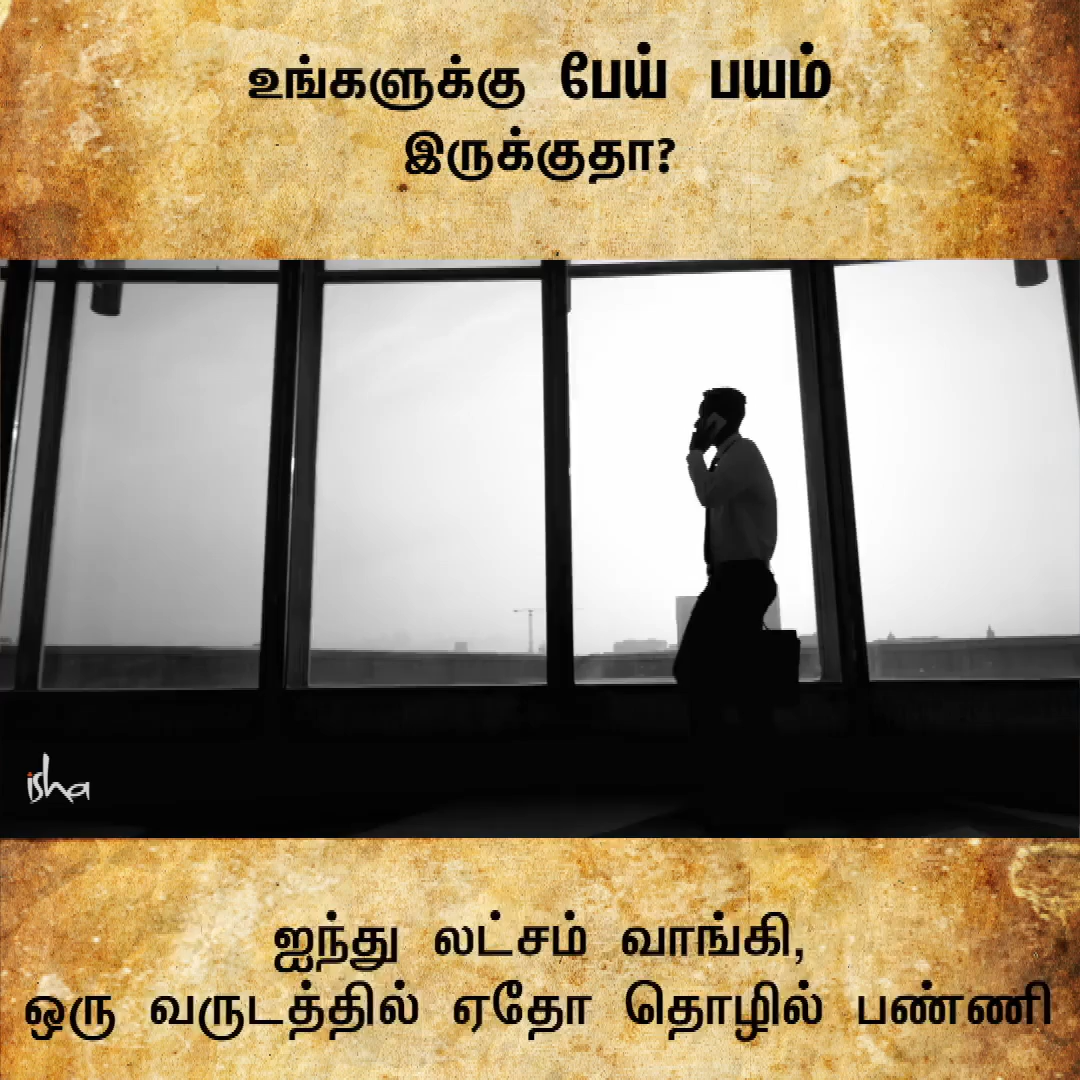 உங்களுக்கு பேய் பயம்
இருக்குதா?
isha
ஐந்து லட்சம் வாங்கி,
ஒரு வருடத்தில் ஏதோ தொழில் பண்ணி